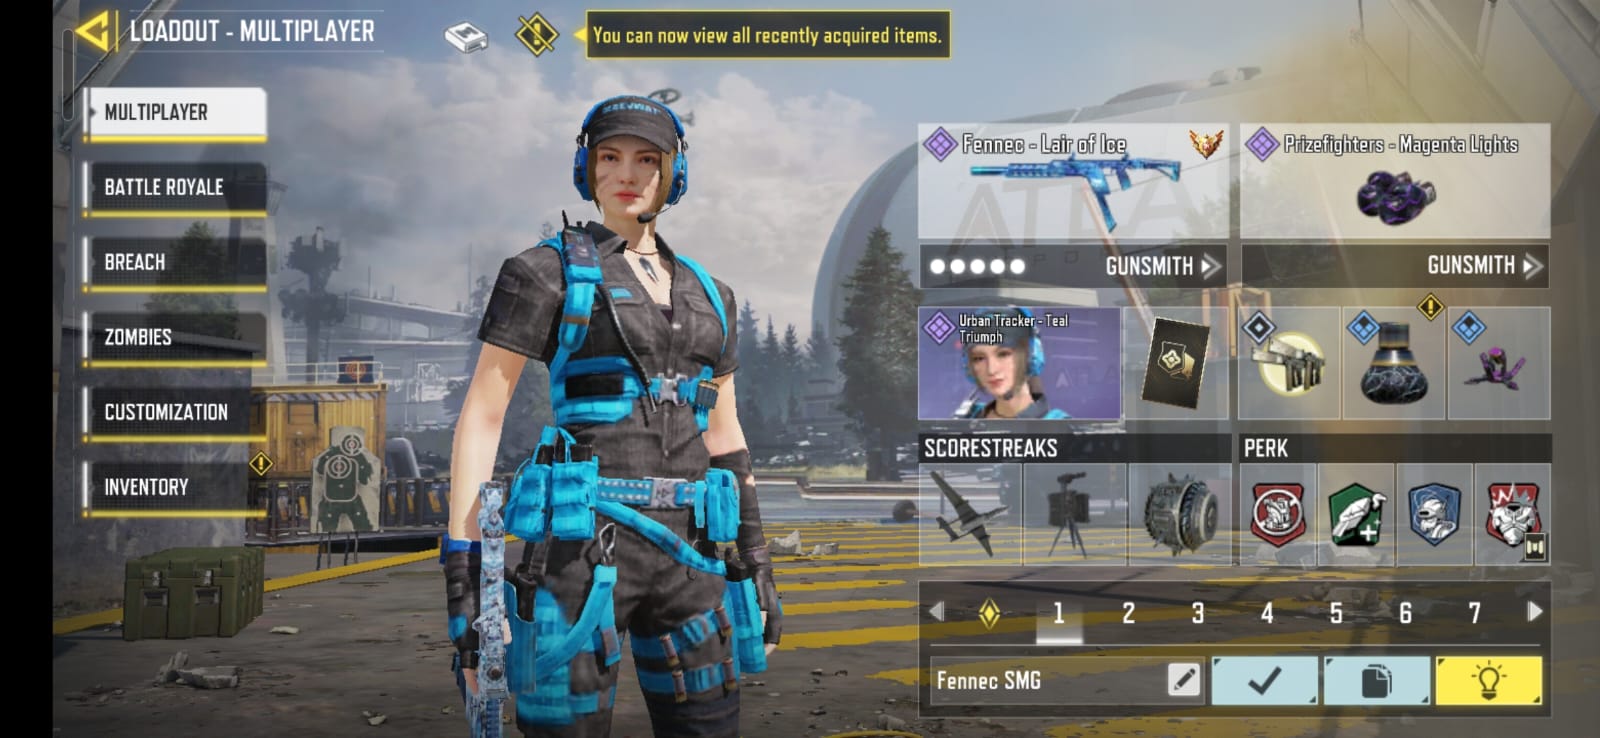 LOADOUT - MULTIPLAYER
You can now view all recently acquired items.
MULTIPLAYER
BATTLE ROYALE
BREACH
ZOMBIES
CUSTOMIZATION
INVENTORY
Fennec - Lair of Ice
Prizefighters - Magenta Lights
GUNSMITH
GUNSMITH
Urban Tracker - Teal
Triumph
SCORESTREAKS
PERK
1 2 3 4 5 6 7
Fennec SMG